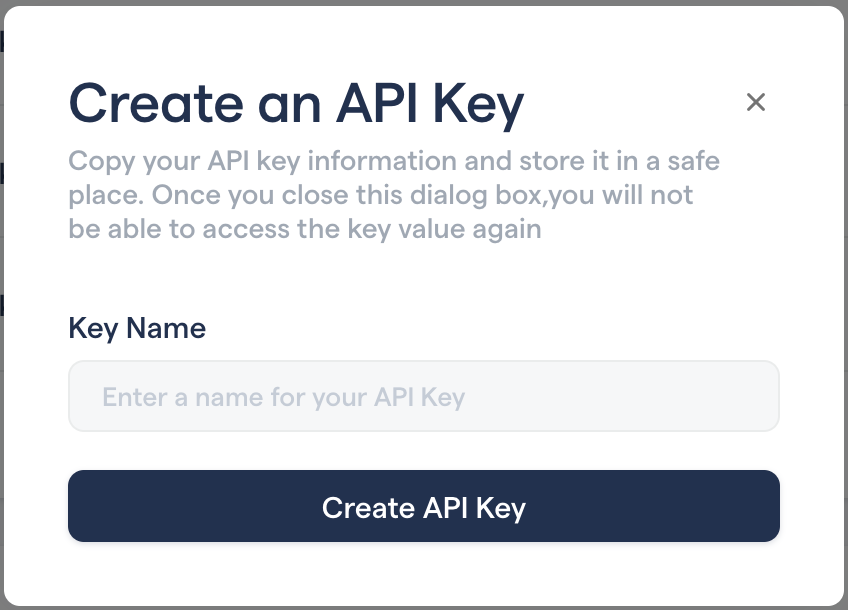 Create an API Key
Copy your API key information and store it in a safe
place. Once you close this dialog box,you will not
be able to access the key value again
Key Name
Enter a name for your API Key
Create API Key